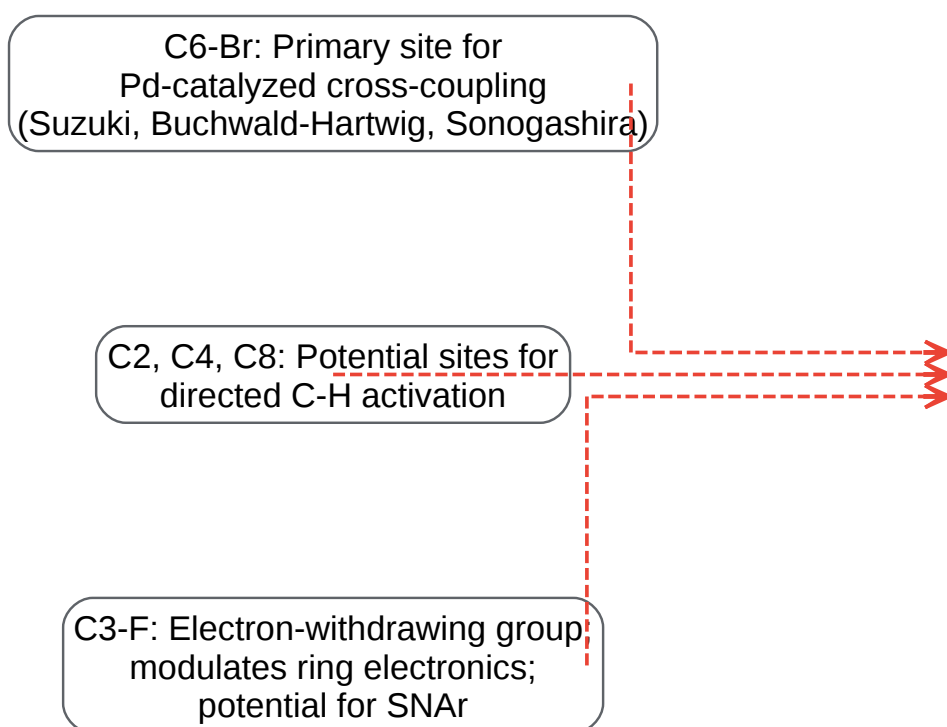 C6-Br: Primary site for
Pd-catalyzed cross-coupling
(Suzuki, Buchwald-Hartwig, Sonogashira)
C2, C4, C8: Potential sites for
directed C-H activation
C3-F: Electron-withdrawing group;
modulates ring electronics;
potential for SNAr